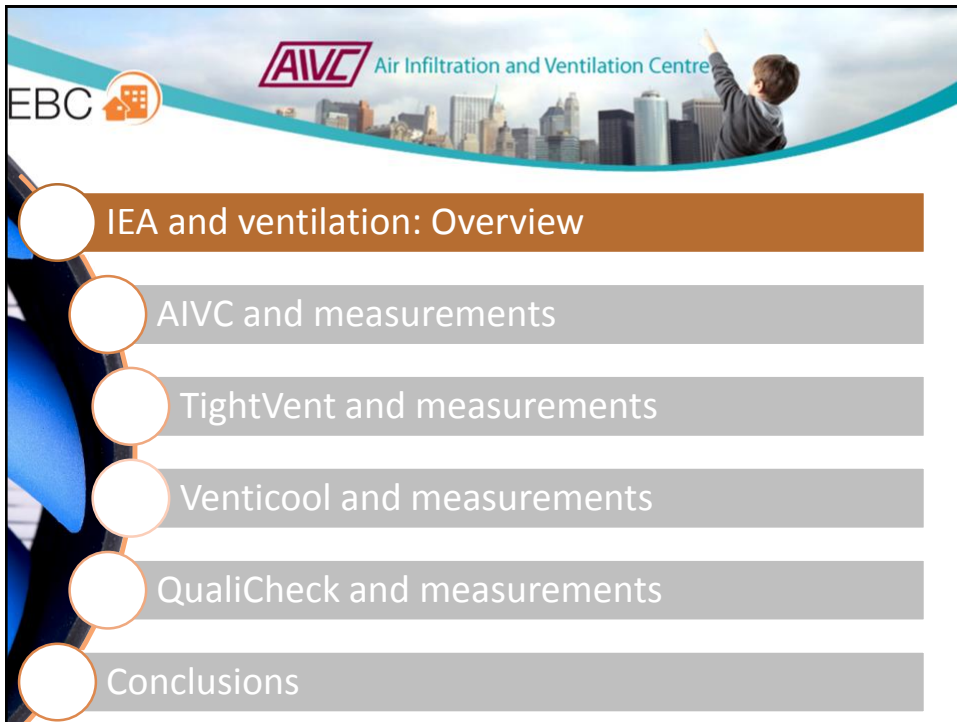 AIVC Air Infiltration and Ventilation Centre
EBC
IEA and ventilation: Overview
AIVC and measurements
TightVent and measurements
Venticool and measurements
QualiCheck and measurements
Conclusions